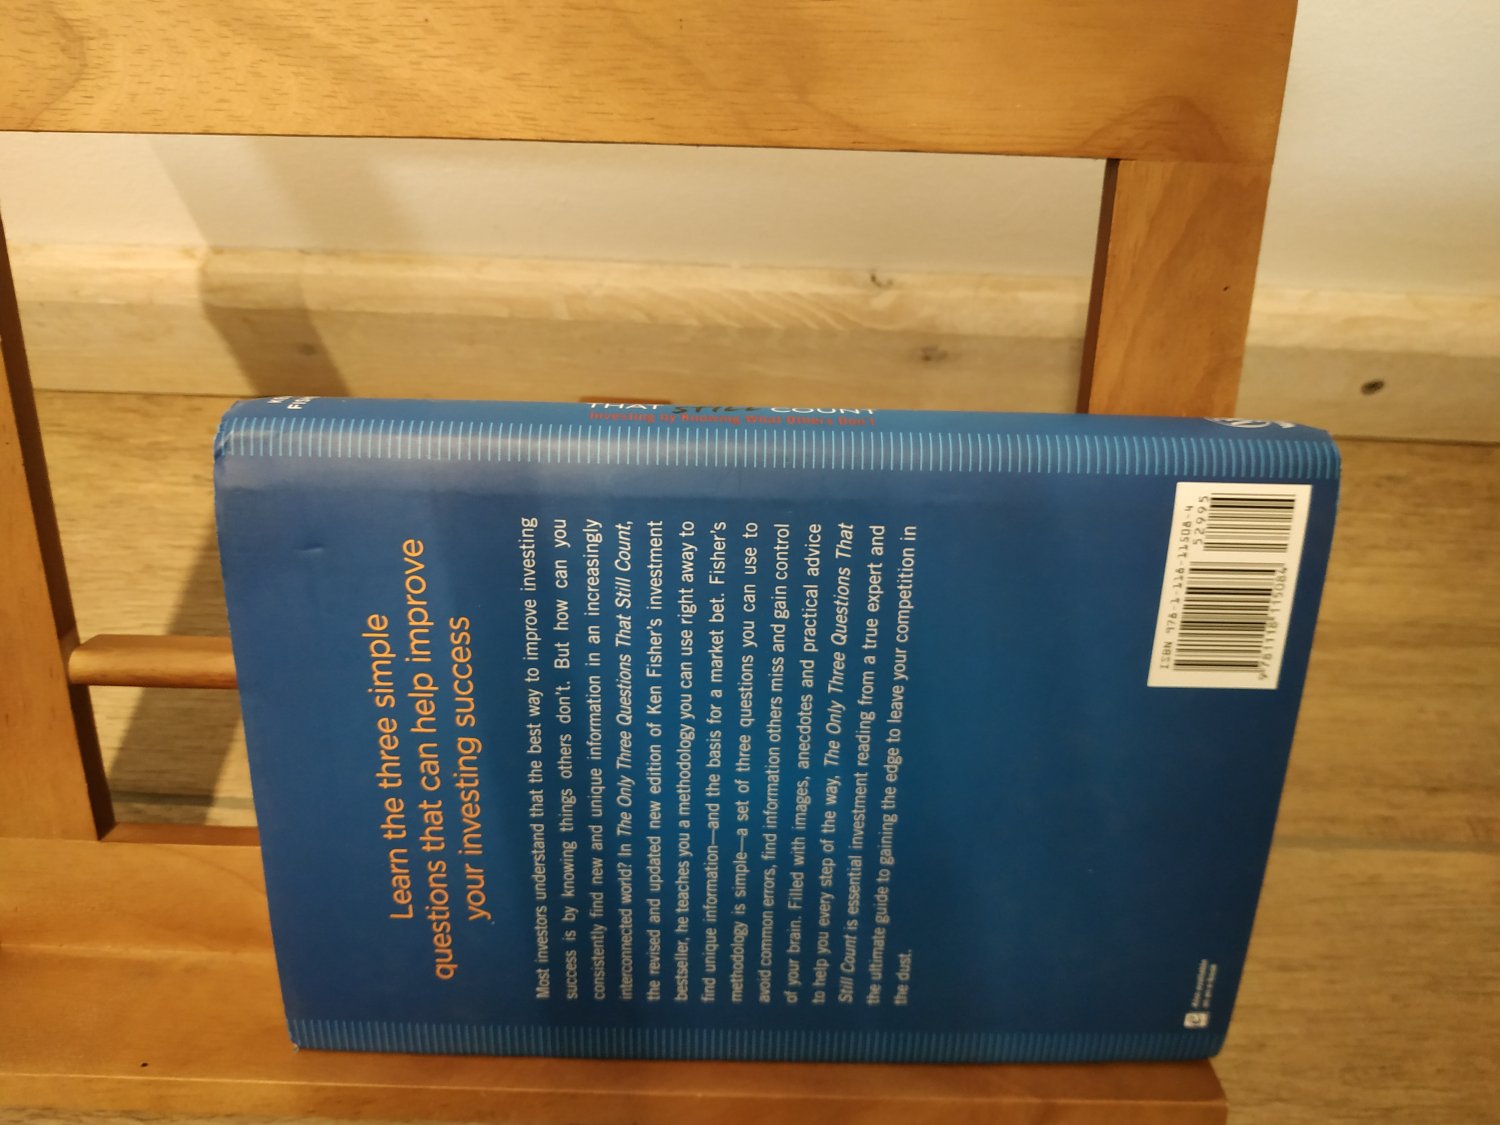 THAT STILL COUNT
Investing By Knowing What Others Don't
Learn the three simple
questions that can help improve
your investing success
Most investors understand that the best way to improve investing
success is by knowing things others don't. But how can you
consistently find new and unique information in an increasingly
interconnected world? In The Only Three Questions That Still Count,
the revised and updated new edition of Ken Fisher's investment
bestseller, he teaches you a methodology you can use right away to
find unique information—and the basis for a market bet. Fisher's
methodology is simple—a set of three questions you can use to
avoid common errors, find information others miss and gain control
of your brain. Filled with images, anecdotes and practical advice
to help you every step of the way, The Only Three Questions That
Still Count is essential investment reading from a true expert and
the ultimate guide to gaining the edge to leave your competition in
the dust.
ISBN 978-1-118-11508-4
52995
9781118115084